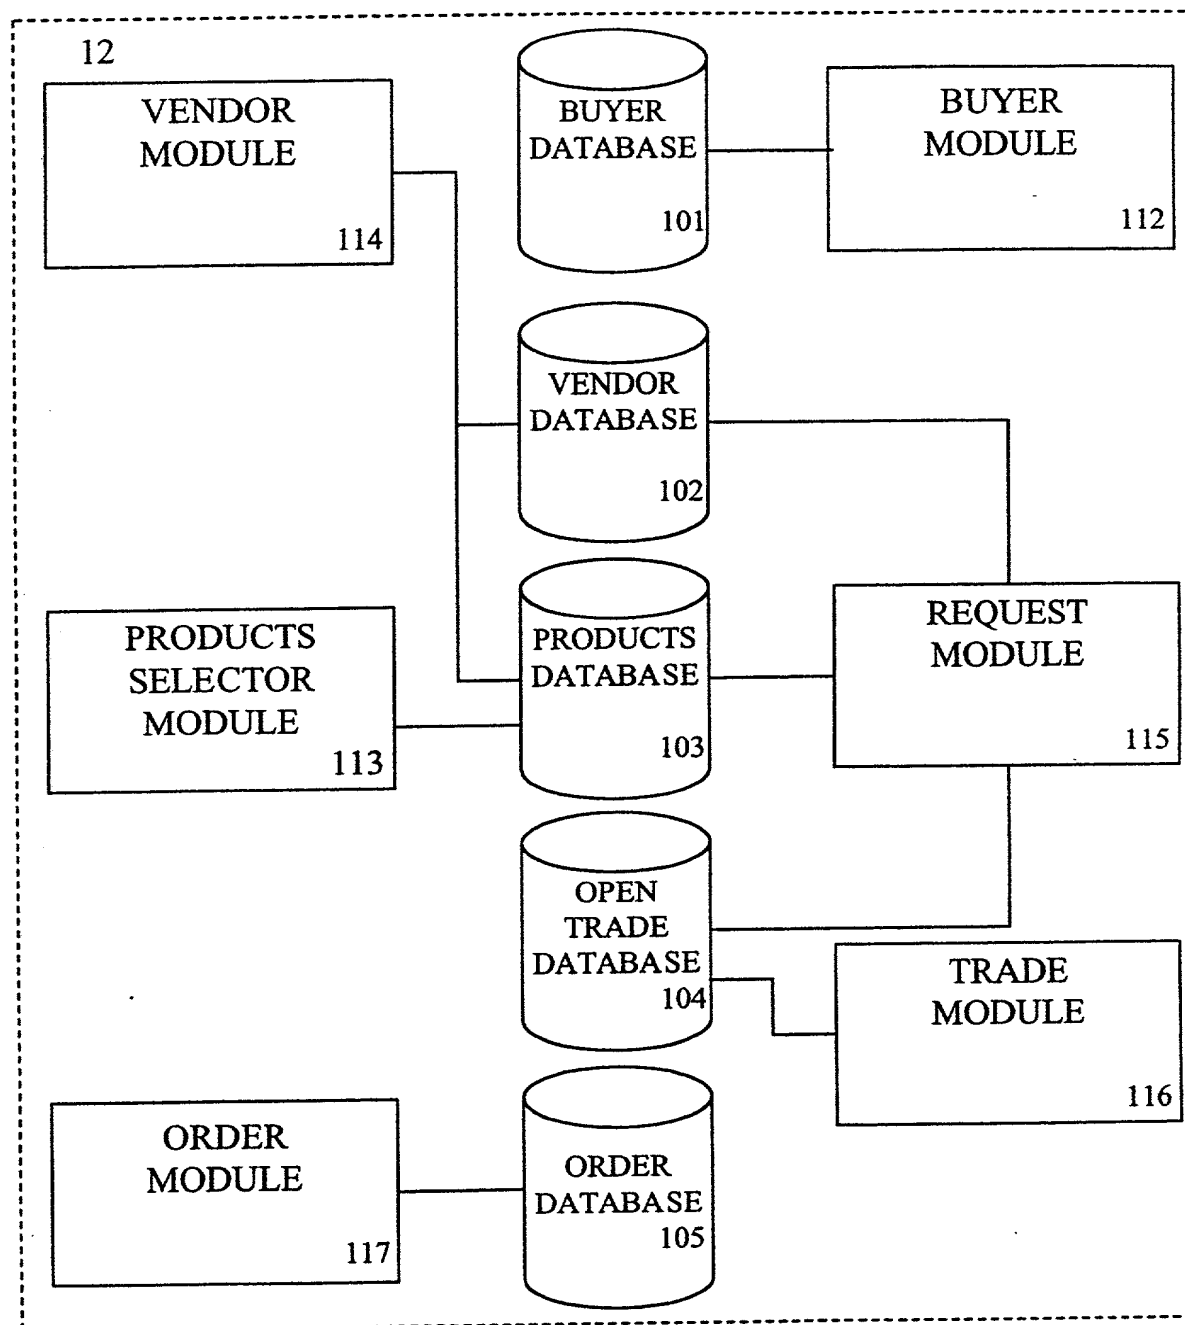 12
VENDOR
MODULE
114
BUYER
DATABASE
101
BUYER
MODULE
112
VENDOR
DATABASE
102
PRODUCTS
SELECTOR
MODULE
113
PRODUCTS
DATABASE
103
REQUEST
MODULE
115
OPEN
TRADE
DATABASE
104
TRADE
MODULE
116
ORDER
MODULE
117
ORDER
DATABASE
105